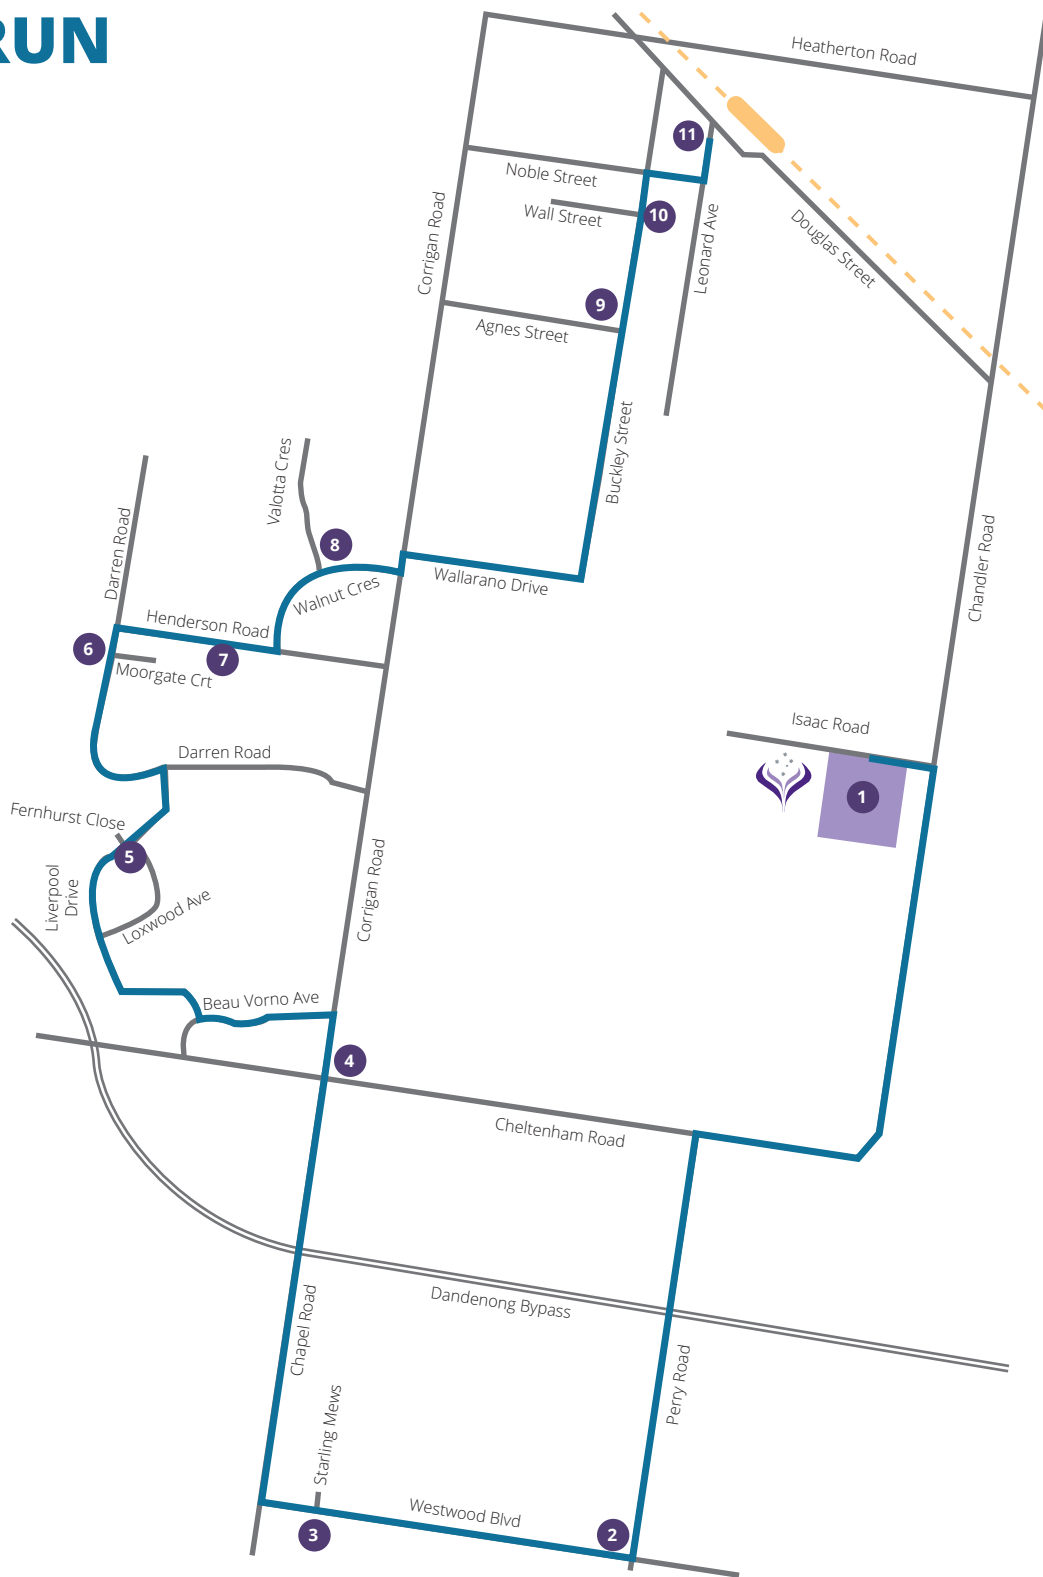 RUN
Heatherton Road
11
Noble Street
Wall Street
10
Corrigan Road
Leonard Ave
Douglas Street
9
Agnes Street
Buckley Street
Valotta Cres
Darren Road
8
Chandler Road
Wallarano Drive
Walnut Cres
Henderson Road
6
7
Moorgate Crt
Isaac Road
Darren Road
1
Fernhurst Close
5
Liverpool
Drive
Loxwood Ave
Corrigan Road
Beau Vorno Ave
4
Cheltenham Road
Dandenong Bypass
Chapel Road
Perry Road
Starling Mews
Westwood Blvd
3
2